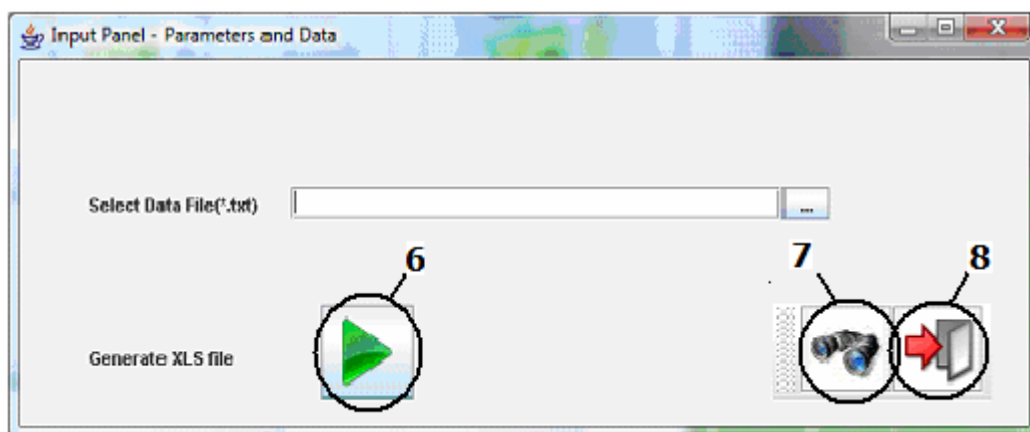 Input Panel - Parameters and Data
Select Data File(*.txt)
...
6
7
8
Generate XLS file